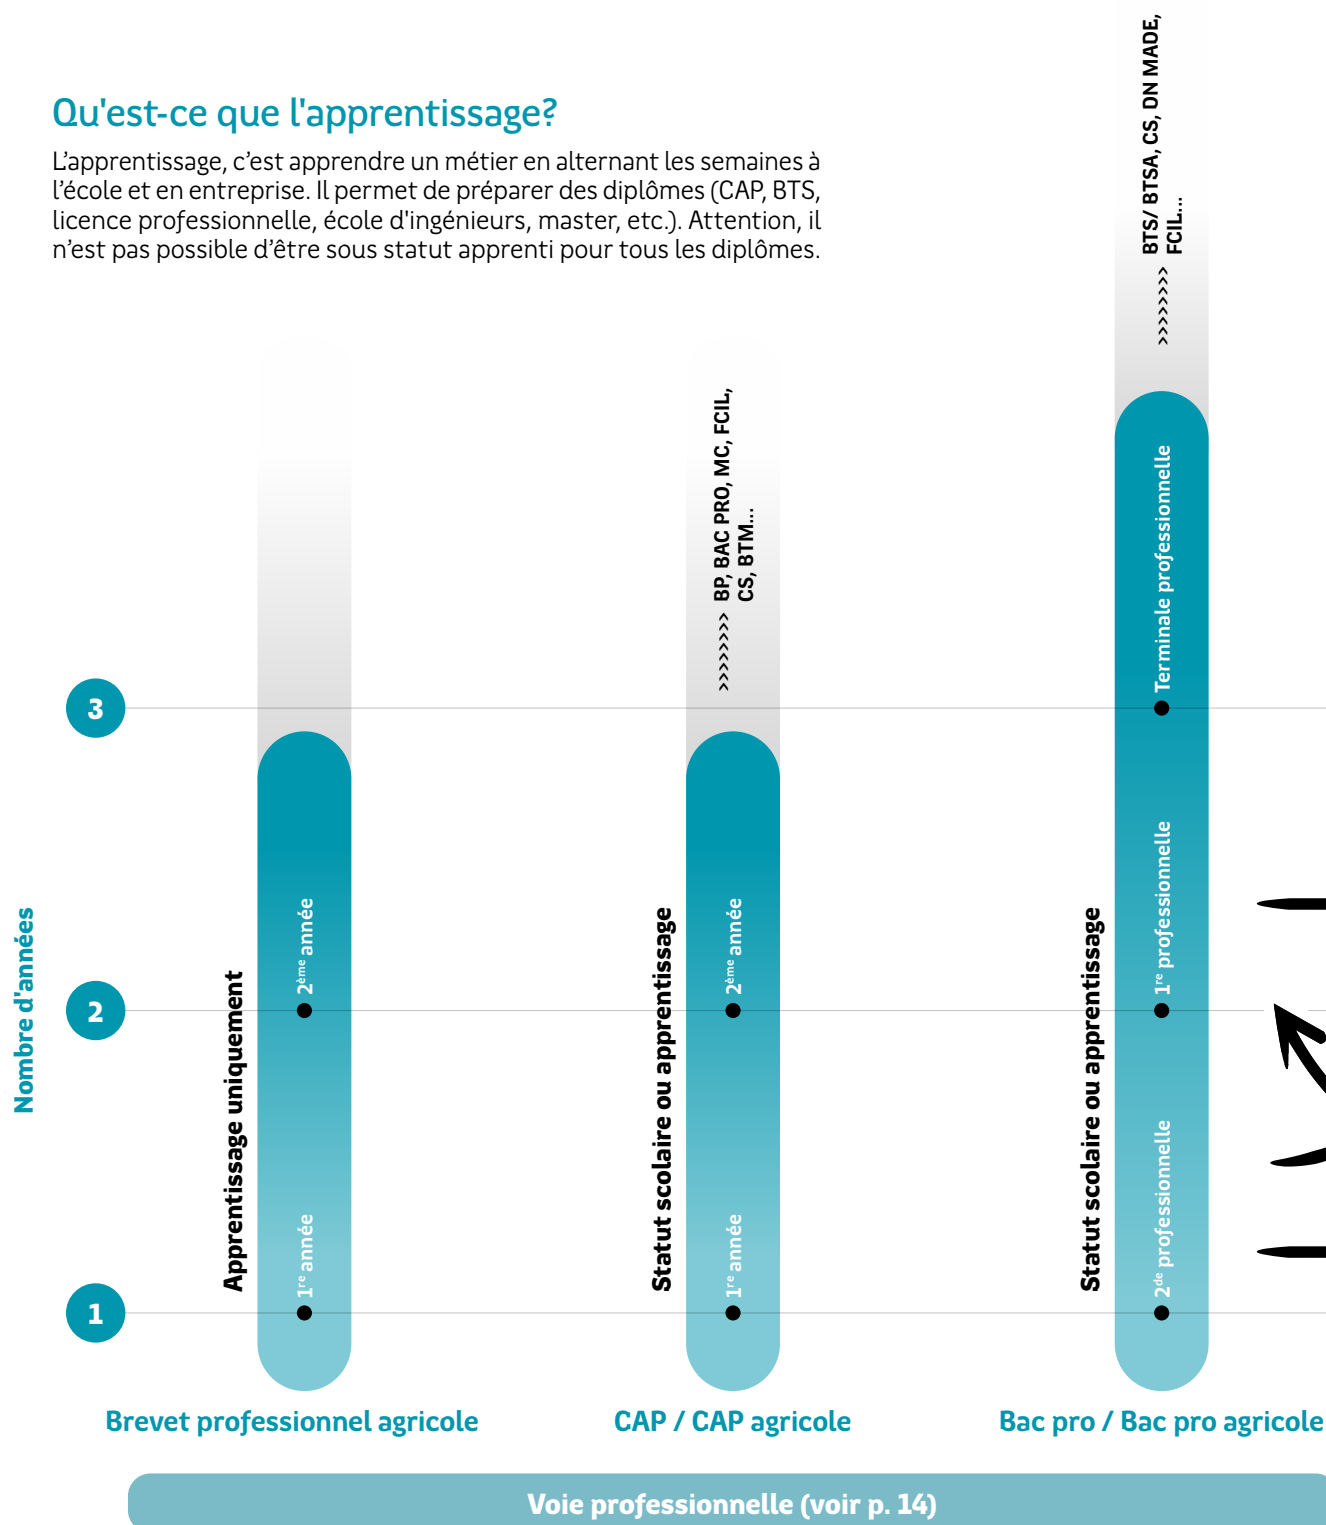 Qu'est-ce que l'apprentissage?
L'apprentissage, c'est apprendre un métier en alternant les semaines à
l'école et en entreprise. Il permet de préparer des diplômes (CAP, BTS,
licence professionnelle, école d'ingénieurs, master, etc.). Attention, il
n'est pas possible d'être sous statut apprenti pour tous les diplômes.
Nombre d'années
3
2
1
Apprentissage uniquement
1re année
2ème année
Brevet professionnel agricole
Statut scolaire ou apprentissage
1re année
2ème année
>>>>>>>> BP, BAC PRO, MC, FCIL,
CS, BTM...
CAP / CAP agricole
Statut scolaire ou apprentissage
2de professionnelle
1re professionnelle
Terminale professionnelle
>>>>>>>> BTS/ BTSA, CS, DN MADE,
FCIL...
Bac pro / Bac pro agricole
Voie professionnelle (voir p. 14)